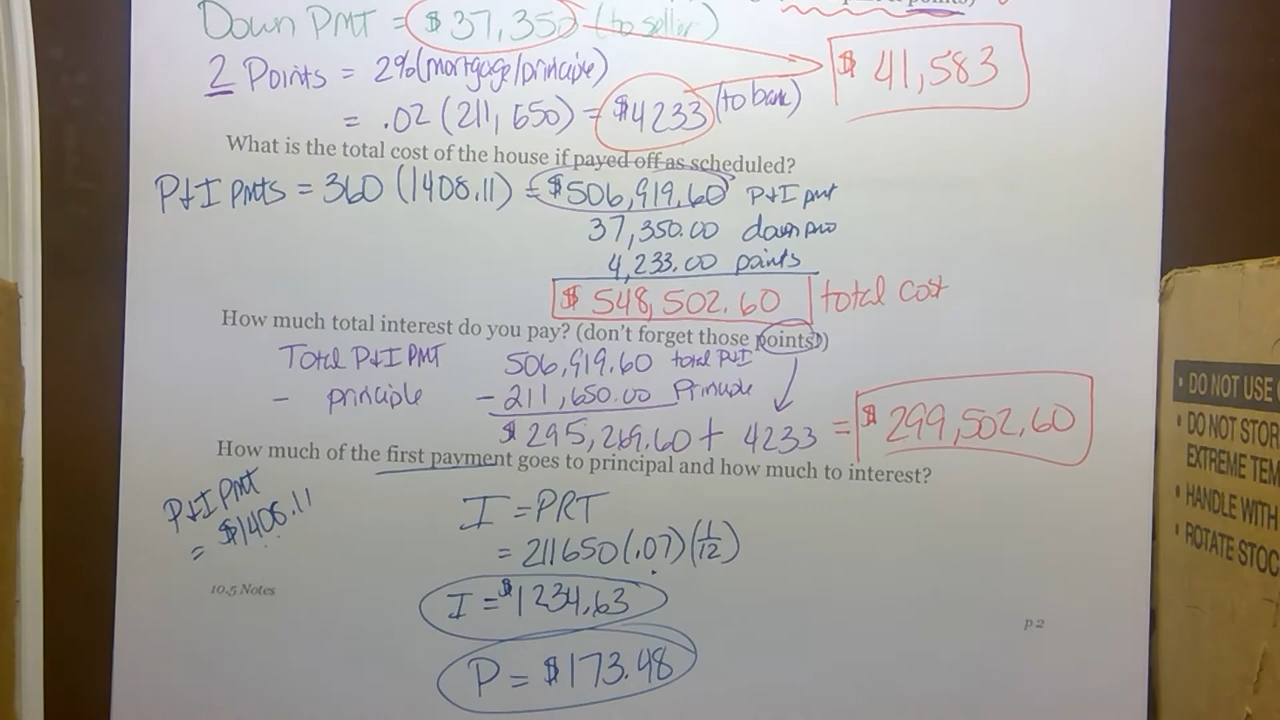 Down PMT = $37,350 (to seller)
$ 41,583
2 Points = 2%(mortgage/principle)
= .02 (211,650) = $4233 (to bank)
What is the total cost of the house if payed off as scheduled?
P+I pmts = 360 (1408.11) = $506,919.60 P+I pmt
37,350.00 down pmt
4,233.00 points
$ 548,502.60 total cost
How much total interest do you pay? (don't forget those points!)
Total P+I PMT 506,919.60 total P+I
- principle - 211,650.00 Principle
$ 295,269.60 + 4233 = $ 299,502.60
How much of the first payment goes to principal and how much to interest?
P+I PMT
= $1408.11
I = PRT
= 211650(.07)(1/12)
I = $1234.63
P = $173.48
10.5 Notes
p 2
• DO NOT USE
• DO NOT STOR
EXTREME TEM
• HANDLE WITH
• ROTATE STOC